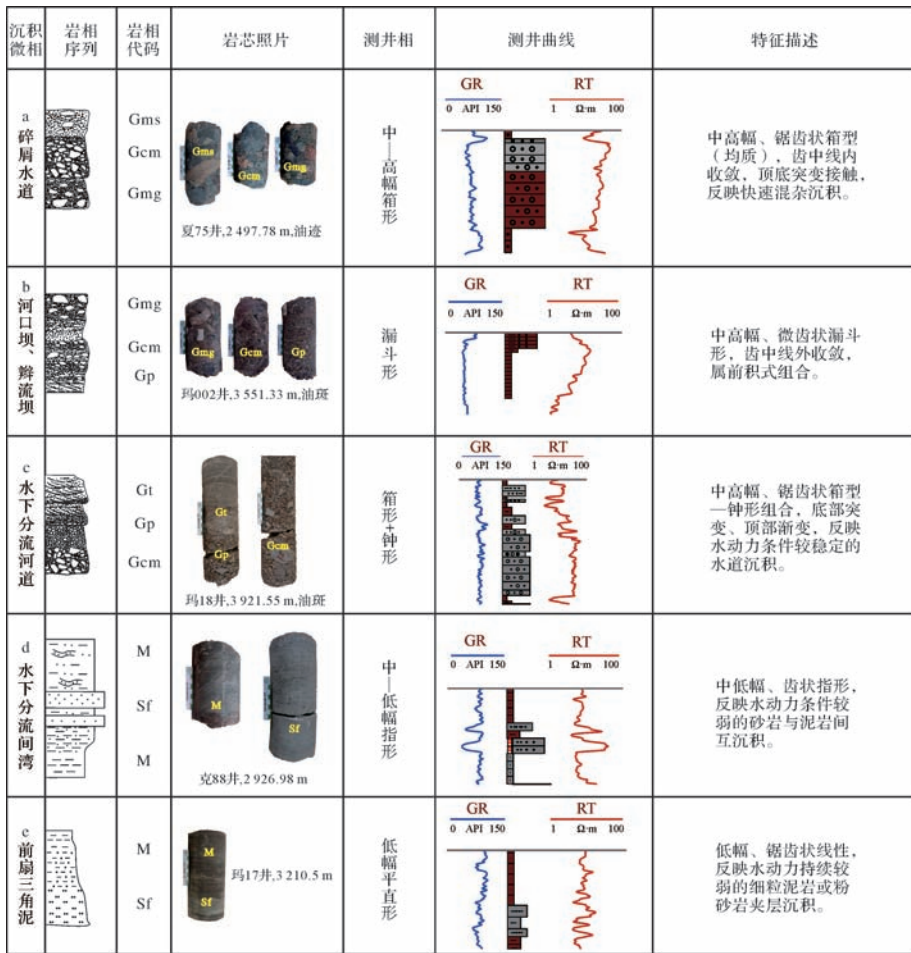 沉积微相
岩相序列
岩相代码
岩芯照片
测井相
测井曲线
特征描述
a
碎屑水道
Gms
Gcm
Gmg
Gms
Gcm
Gmg
夏75井,2 497.78 m,油迹
中—高幅箱形
GR
RT
0 API 150
1 Ω·m 100
中高幅、锯齿状箱型
（均质），齿中线内
收敛，顶底突变接触，
反映快速混杂沉积。
b
河口坝、辫流坝
Gmg
Gcm
Gp
Gmg
Gcm
Gp
玛002井,3 551.33 m,油斑
漏斗形
GR
RT
0 API 150
1 Ω·m 100
中高幅、微齿状漏斗
形，齿中线外收敛，
属前积式组合。
c
水下分流河道
Gt
Gp
Gcm
Gt
Gp
Gcm
玛18井,3 921.55 m,油斑
箱形+钟形
GR
RT
0 API 150
1 Ω·m 100
中高幅、锯齿状箱型
—钟形组合，底部突
变、顶部渐变，反映
水动力条件较稳定的
水道沉积。
d
水下分流间湾
M
Sf
M
M
Sf
克88井,2 926.98 m
中—低幅指形
GR
RT
0 API 150
1 Ω·m 100
中低幅、齿状指形，
反映水动力条件较
弱的砂岩与泥岩间
互沉积。
e
前扇三角泥
M
Sf
M
Sf
玛17井,3 210.5 m
低幅平直形
GR
RT
0 API 150
1 Ω·m 100
低幅、锯齿状线性，
反映水动力持续较
弱的细粒泥岩或粉
砂岩夹层沉积。